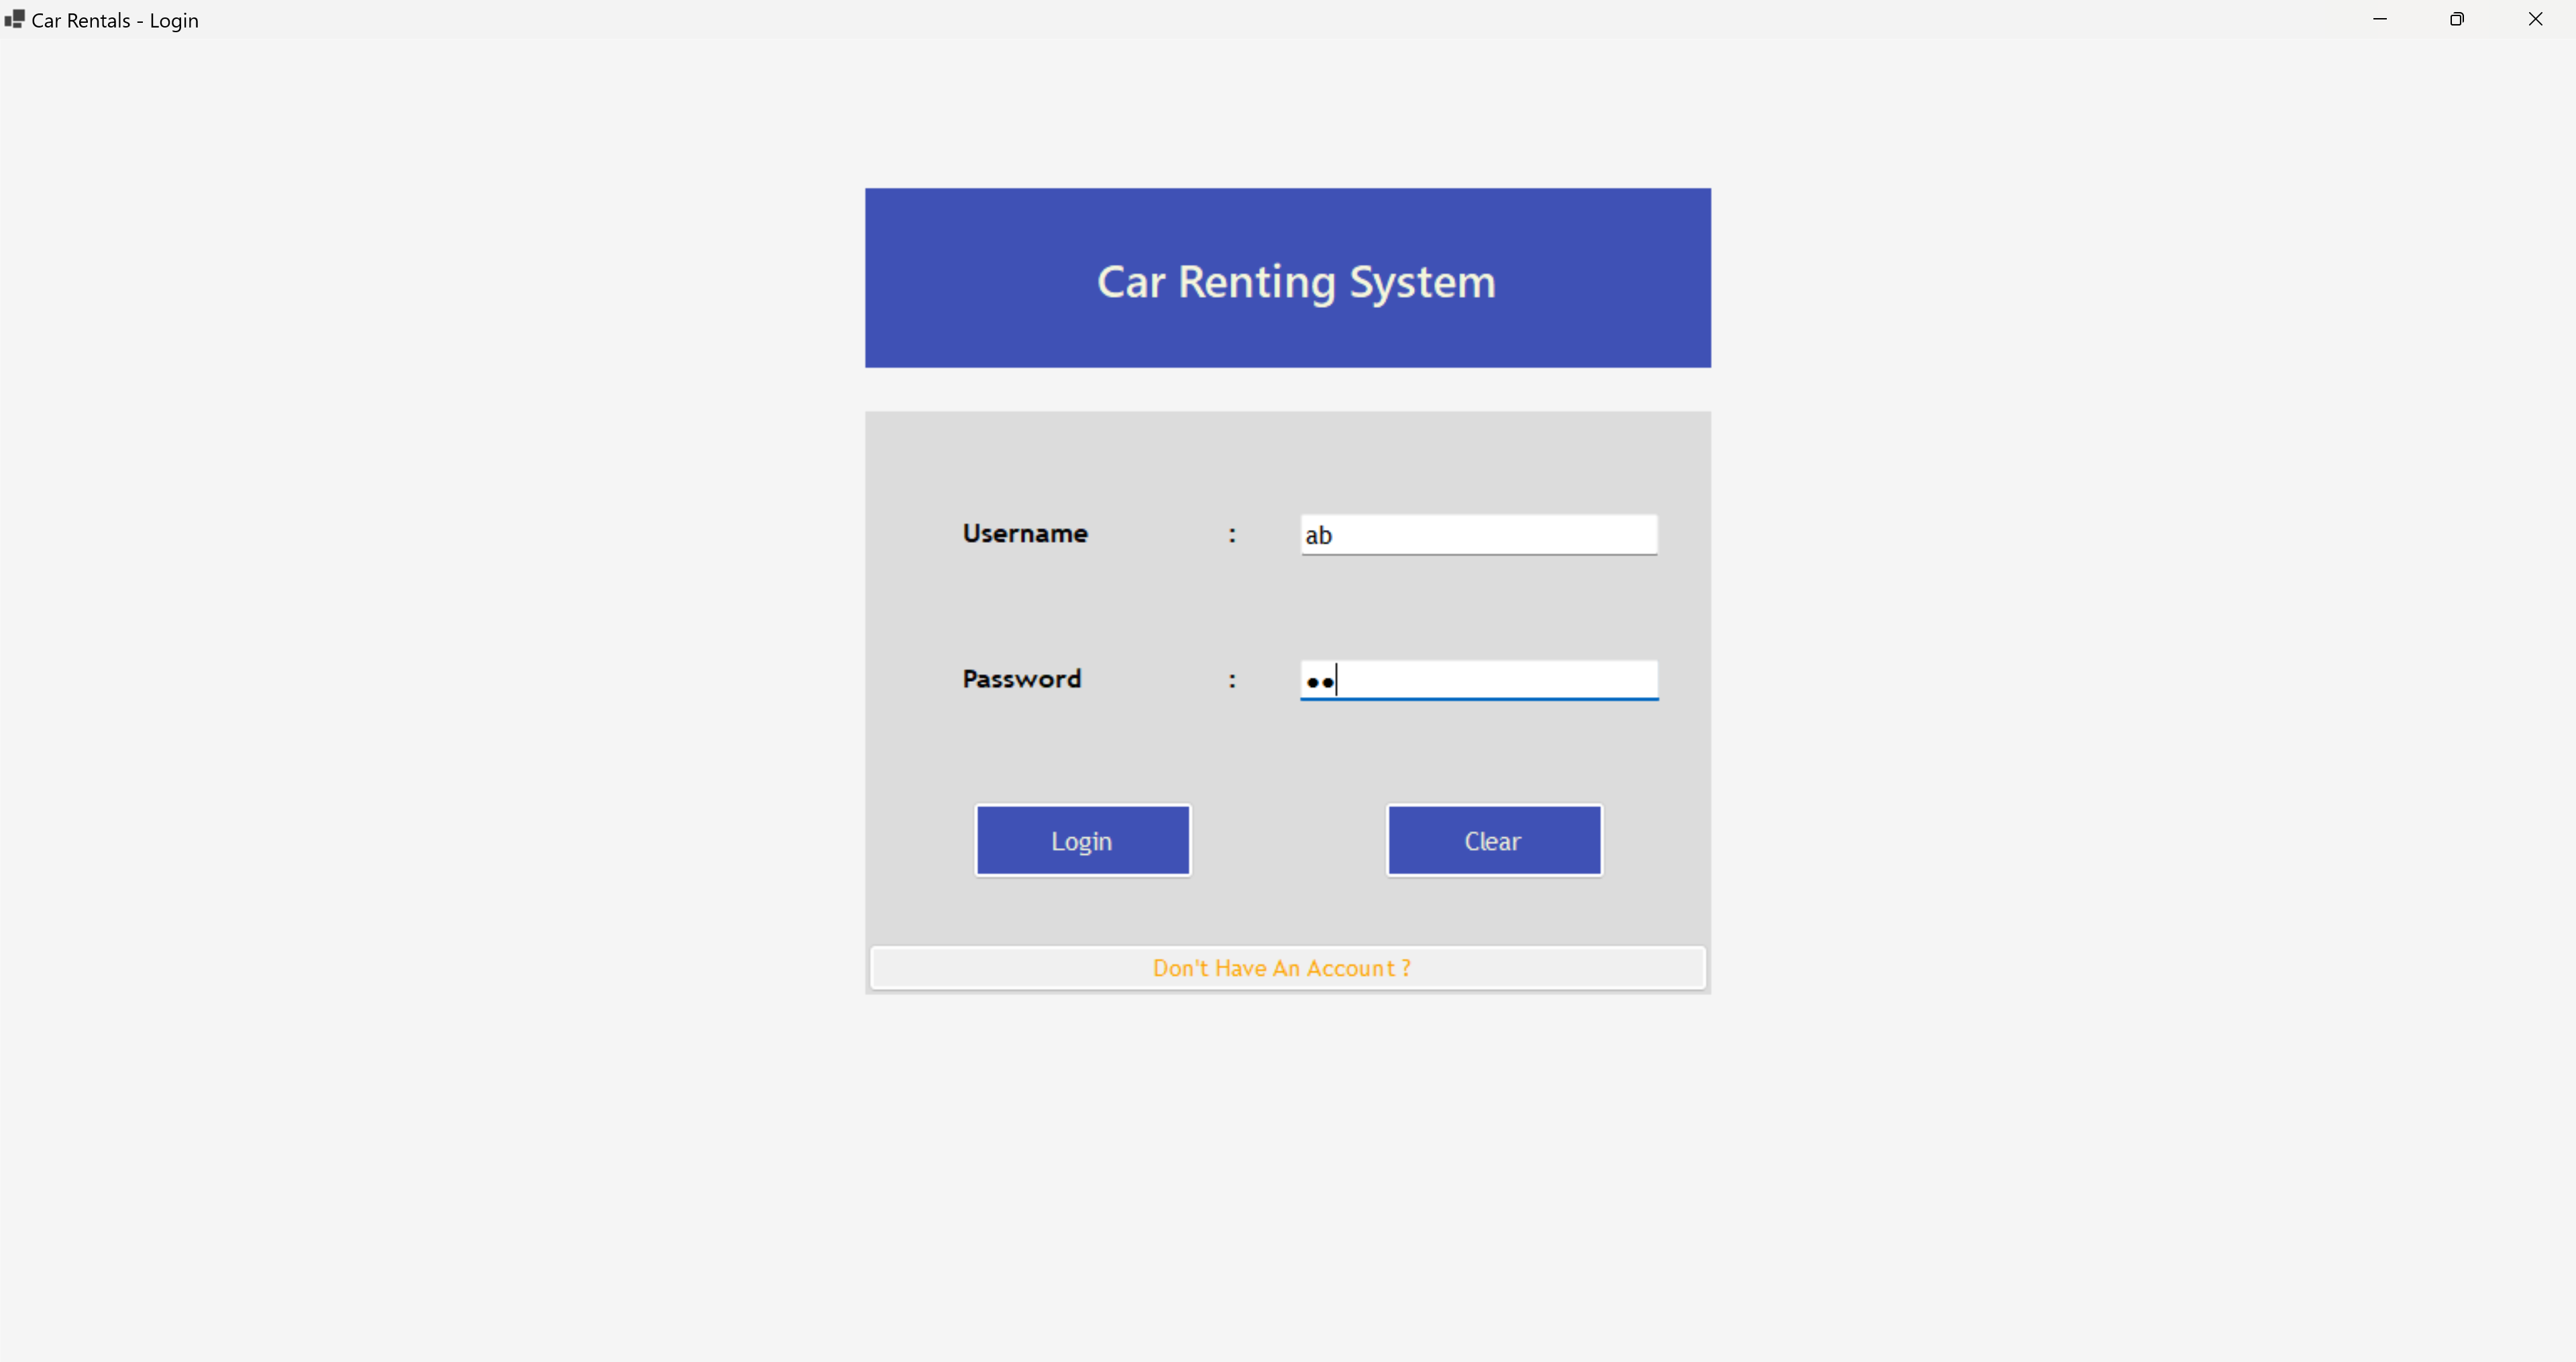 Car Rentals - Login
Car Renting System
Username : ab
Password : ●●
Login Clear
Don't Have An Account ?